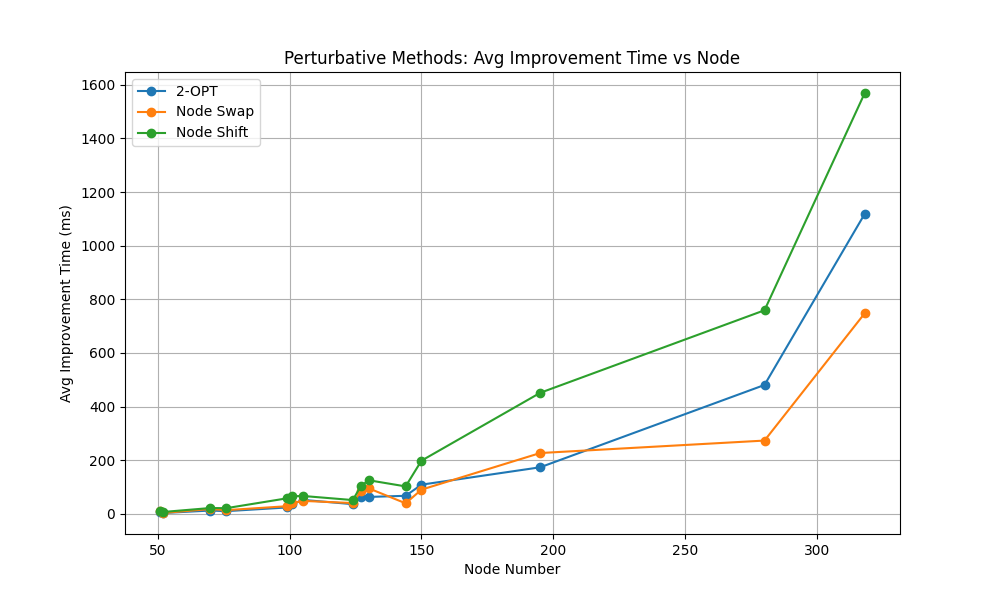 Perturbative Methods: Avg Improvement Time vs Node
2-OPT
Node Swap
Node Shift
Avg Improvement Time (ms)
1600
1400
1200
1000
800
600
400
200
0
50 100 150 200 250 300
Node Number